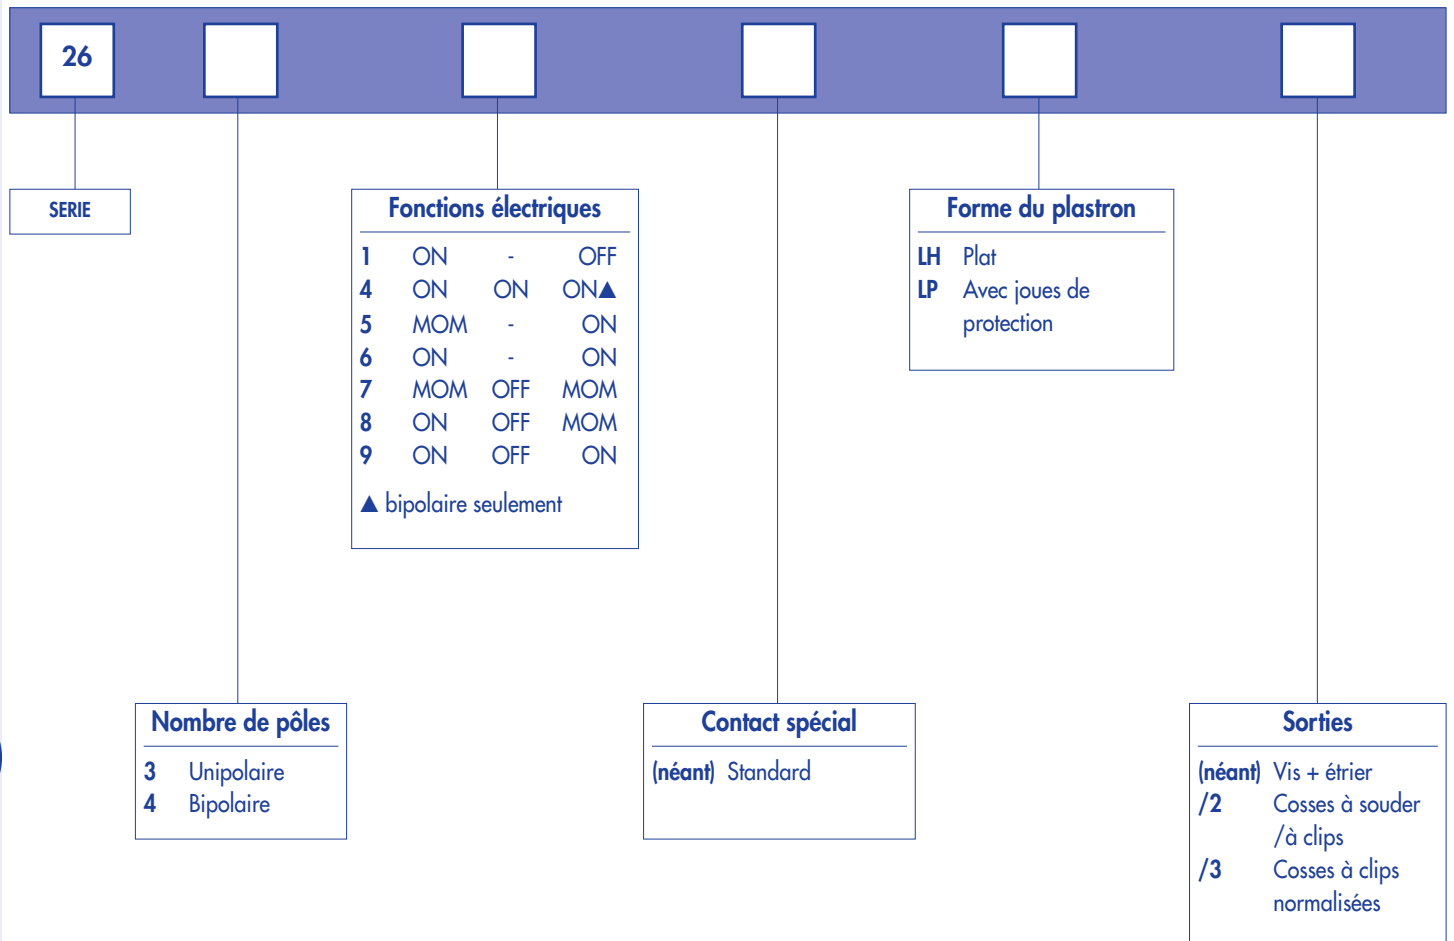 26
SERIE
Fonctions électriques
1 ON - OFF
4 ON ON ON▲
5 MOM - ON
6 ON - ON
7 MOM OFF MOM
8 ON OFF MOM
9 ON OFF ON
▲ bipolaire seulement
Forme du plastron
LH Plat
LP Avec joues de
protection
Nombre de pôles
3 Unipolaire
4 Bipolaire
Contact spécial
(néant) Standard
Sorties
(néant) Vis + étrier
/2 Cosses à souder
/à clips
/3 Cosses à clips
normalisées